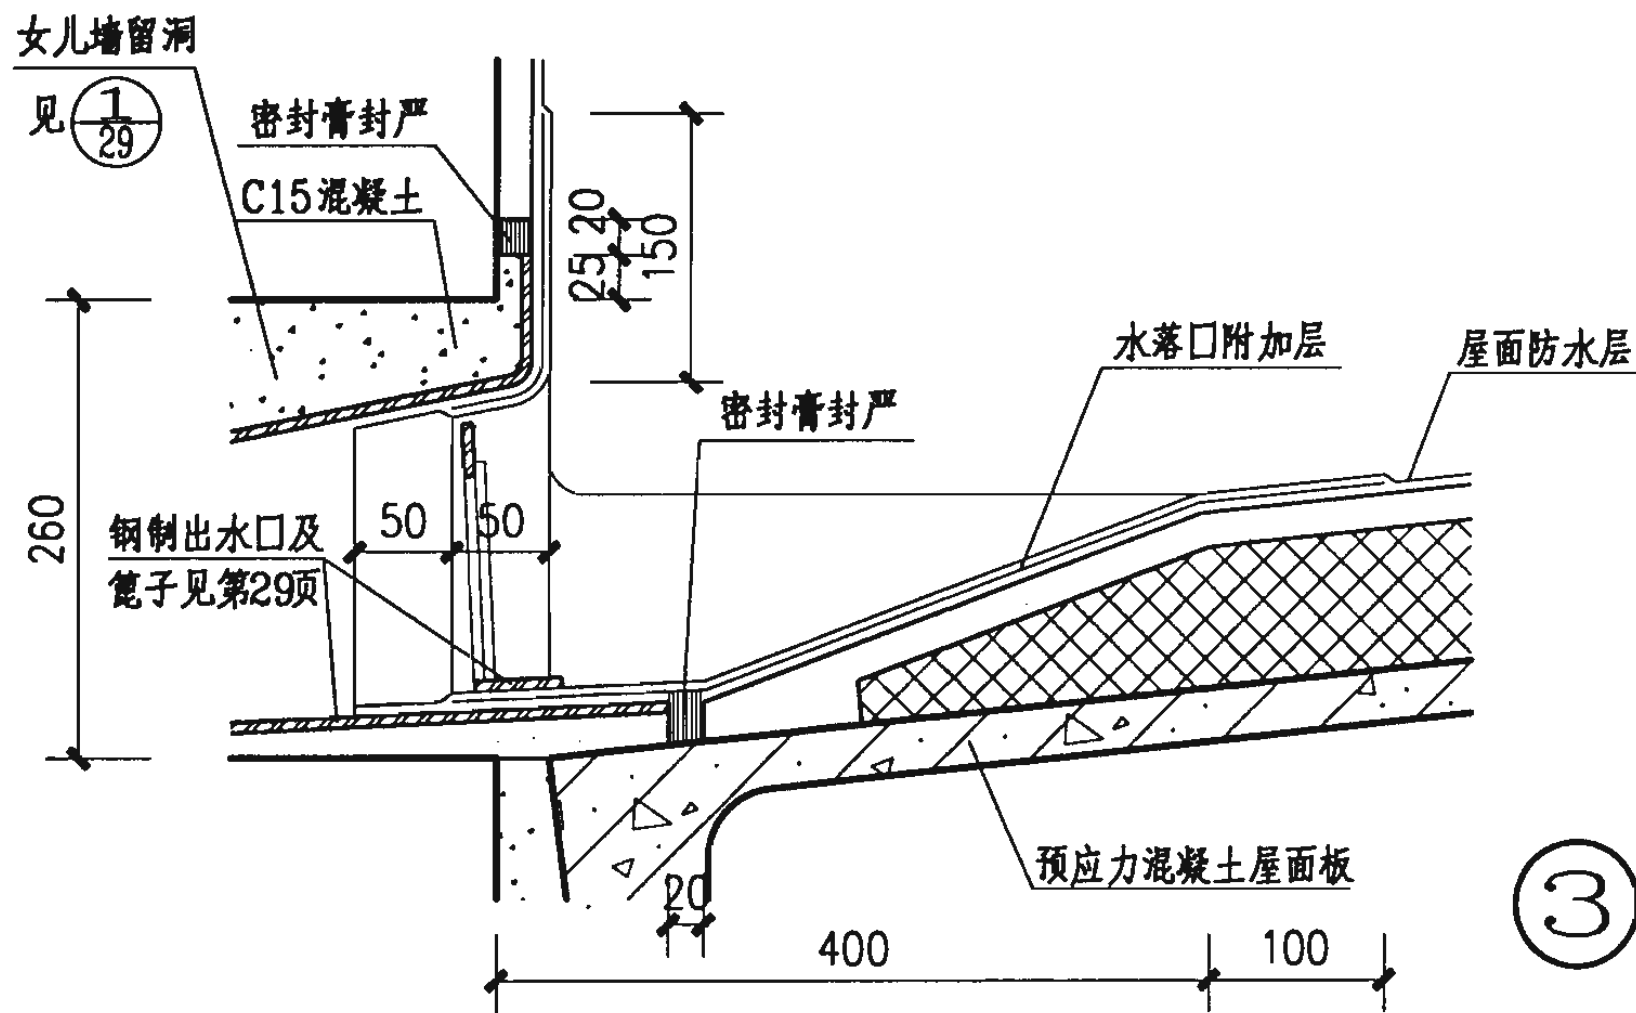 女儿墙留洞
见 1
29
密封膏封严
C15混凝土
20
25
150
水落口附加层
屋面防水层
密封膏封严
260
50
50
钢制出水口及
篦子见第29页
预应力混凝土屋面板
20
400
100
3